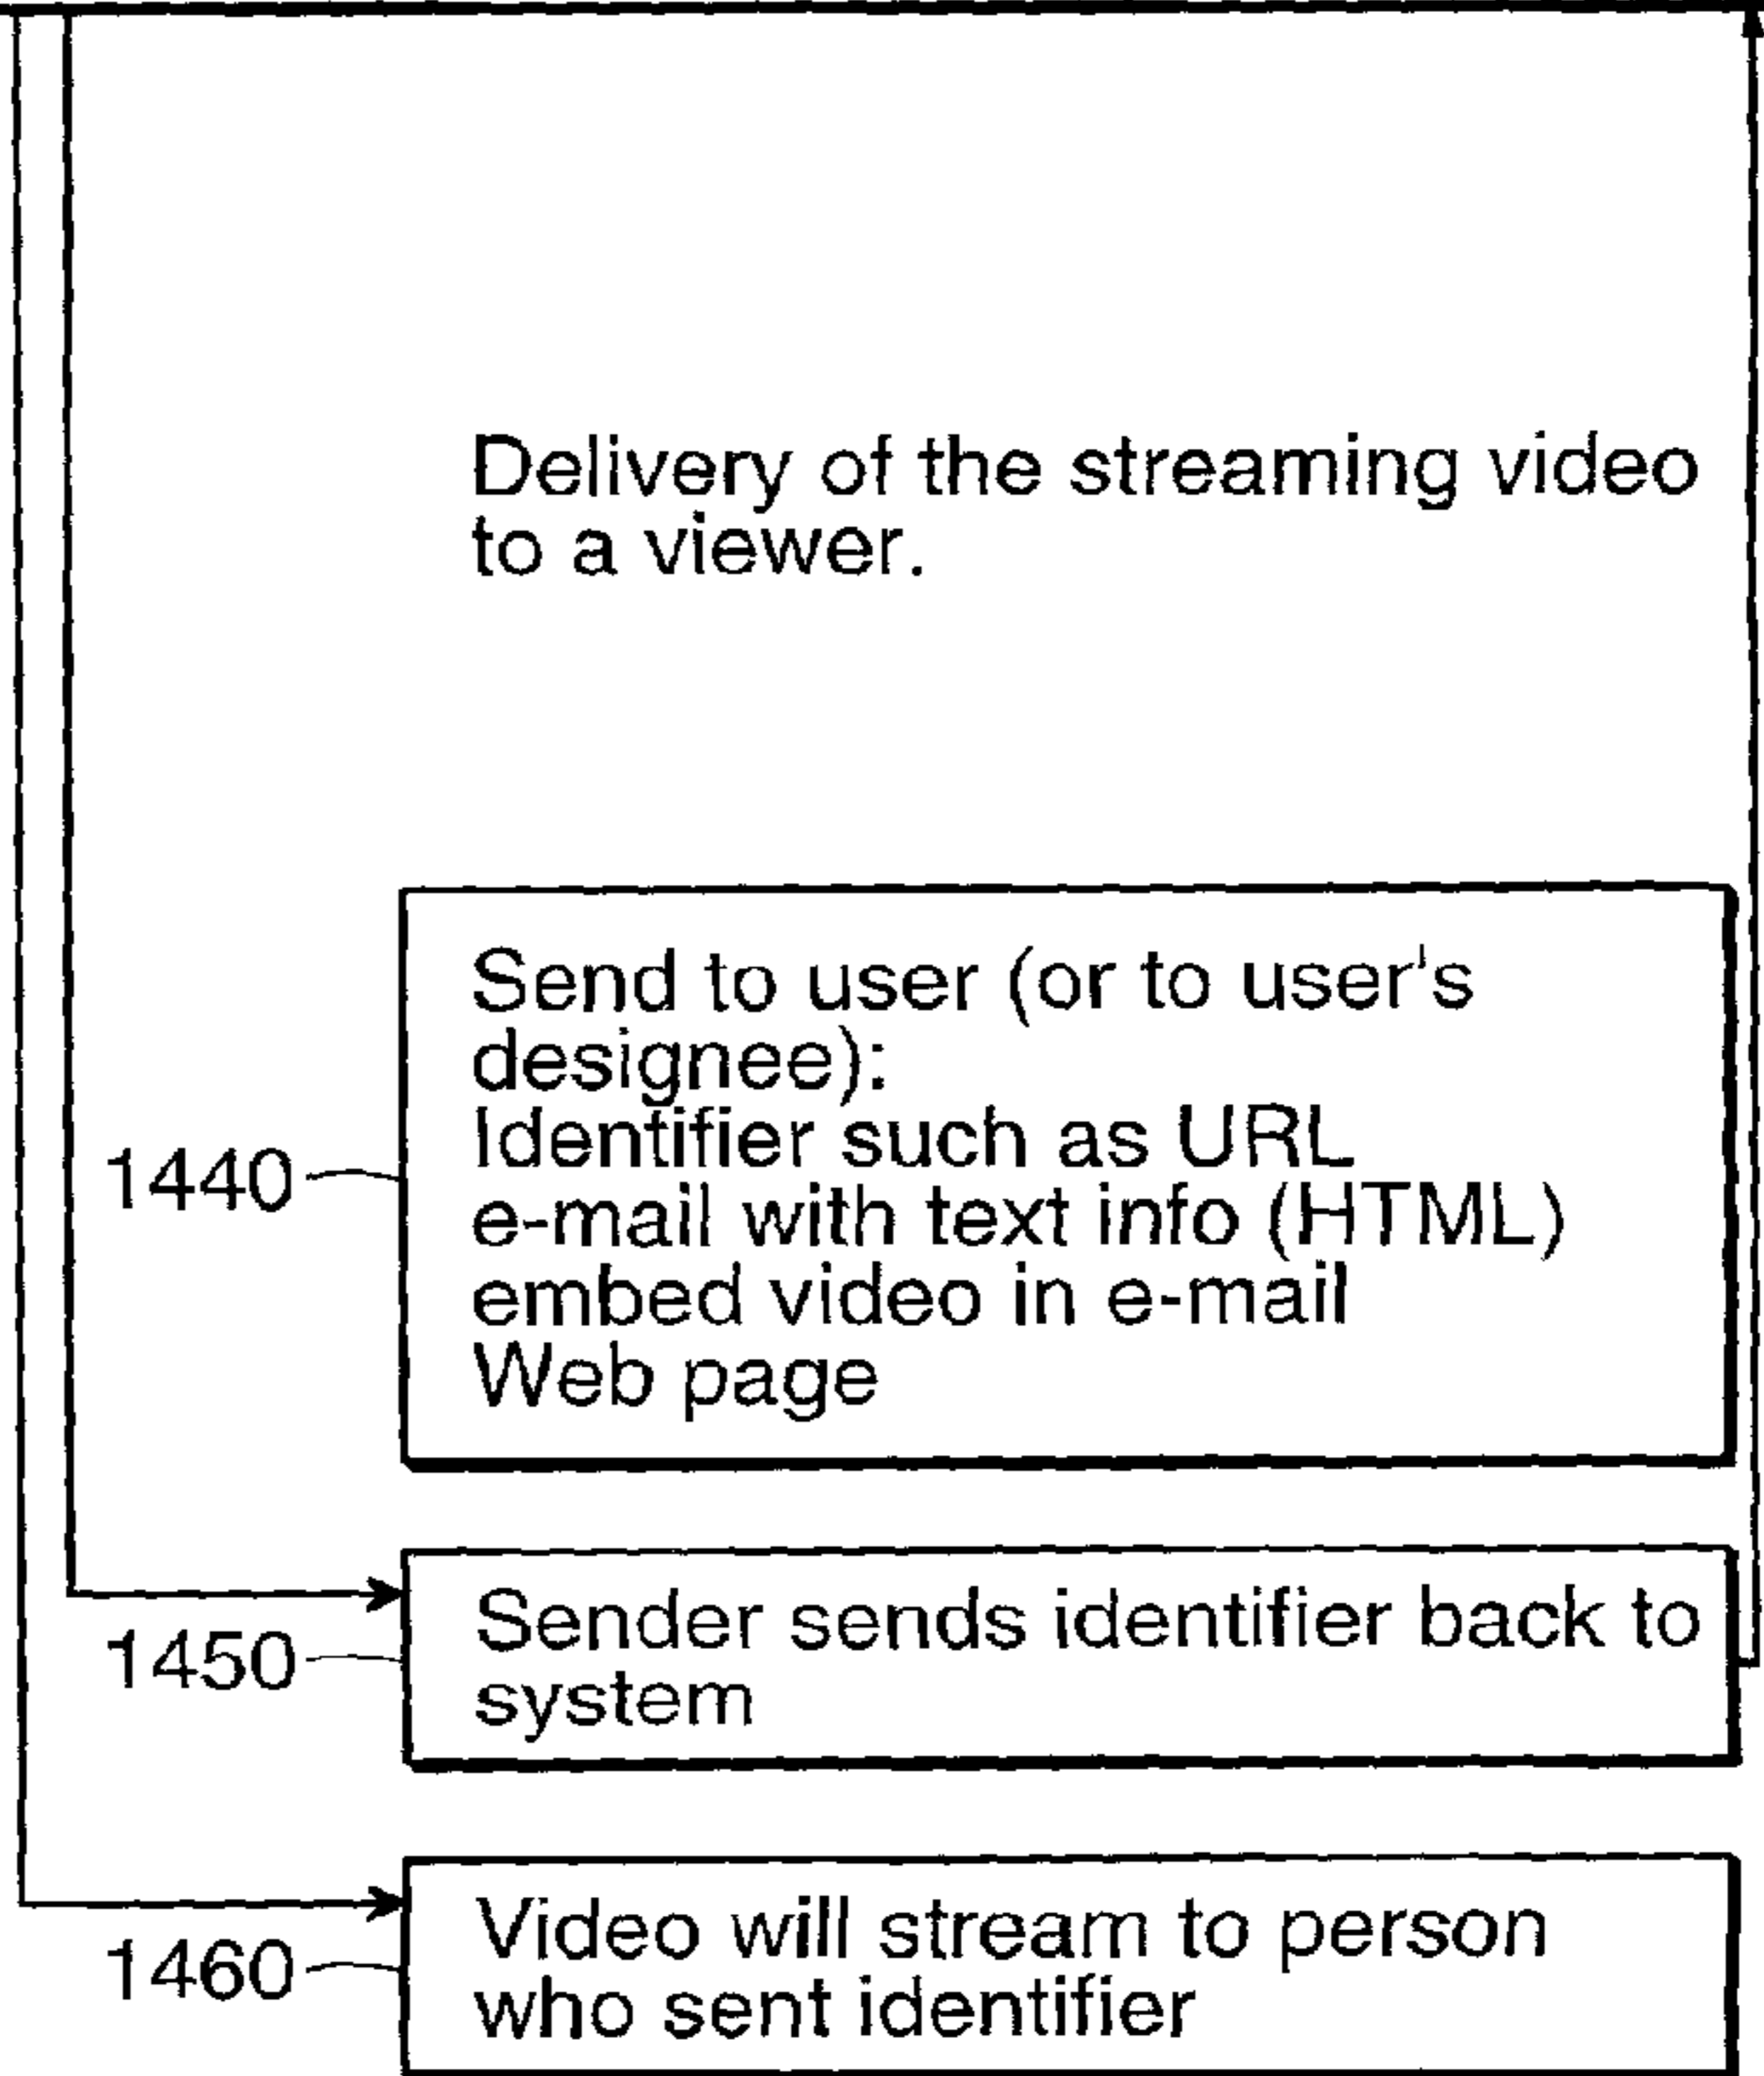 Delivery of the streaming video
to a viewer.
1440
Send to user (or to user's
designee):
Identifier such as URL
e-mail with text info (HTML)
embed video in e-mail
Web page
1450
Sender sends identifier back to
system
1460
Video will stream to person
who sent identifier